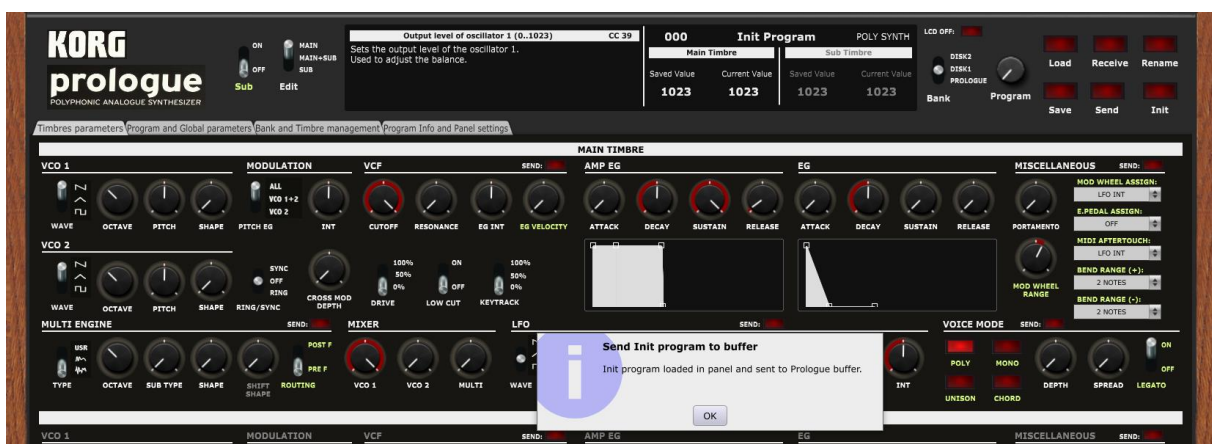 KORG
prologue
POLYPHONIC ANALOGUE SYNTHESIZER
ON
OFF
Sub
MAIN
MAIN+SUB
SUB
Edit
Output level of oscillator 1 (0..1023)
CC 39
Sets the output level of the oscillator 1.
Used to adjust the balance.
000 Init Program POLY SYNTH
Main Timbre Sub Timbre
Saved Value Current Value Saved Value Current Value
1023 1023 1023 1023
LCD OFF:
DISK2
DISK1
PROLOGUE
Bank
Program
Load Receive Rename
Save Send Init
Timbres parameters Program and Global parameters Bank and Timbre management Program Info and Panel settings
MAIN TIMBRE
VCO 1 MODULATION VCF SEND: AMP EG EG MISCELLANEOUS SEND:
ALL
VCO 1+2
VCO 2
WAVE OCTAVE PITCH SHAPE PITCH EG INT CUTOFF RESONANCE EG INT EG VELOCITY ATTACK DECAY SUSTAIN RELEASE ATTACK DECAY SUSTAIN RELEASE PORTAMENTO
MOD WHEEL ASSIGN:
LFO INT
E.PEDAL ASSIGN:
OFF
MIDI AFTERTOUCH:
LFO INT
BEND RANGE (+):
2 NOTES
BEND RANGE (-):
2 NOTES
MOD WHEEL
RANGE
VCO 2
WAVE OCTAVE PITCH SHAPE
SYNC
OFF
RING
RING/SYNC
CROSS MOD
DEPTH
100%
50%
0%
DRIVE
ON
OFF
LOW CUT
100%
50%
0%
KEYTRACK
MULTI ENGINE SEND: MIXER LFO SEND: VOICE MODE SEND:
USR
TYPE OCTAVE SUB TYPE SHAPE
SHIFT
SHAPE
POST F
PRE F
ROUTING
VCO 1 VCO 2 MULTI WAVE
INT
POLY MONO
UNISON CHORD
DEPTH SPREAD
ON
OFF
LEGATO
i
Send Init program to buffer
Init program loaded in panel and sent to Prologue buffer.
OK
VCO 1 MODULATION VCF SEND: AMP EG EG MISCELLANEOUS SEND: